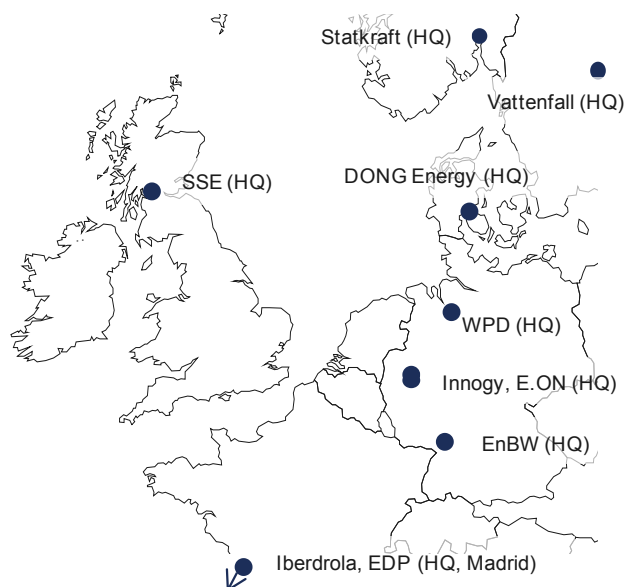 Statkraft (HQ)
Vattenfall (HQ)
SSE (HQ)
DONG Energy (HQ)
WPD (HQ)
Innogy, E.ON (HQ)
EnBW (HQ)
Iberdrola, EDP (HQ, Madrid)